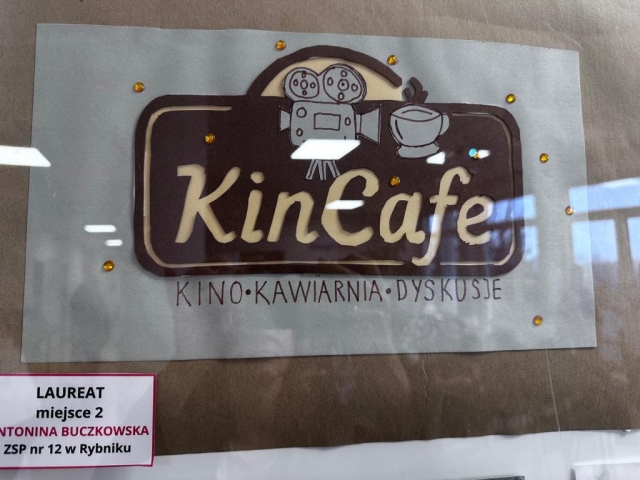 KinCafe
KINO•KAWIARNIA•DYSKUSJE
LAUREAT
miejsce 2
NTONINA BUCZKOWSKA
ZSP nr 12 w Rybniku